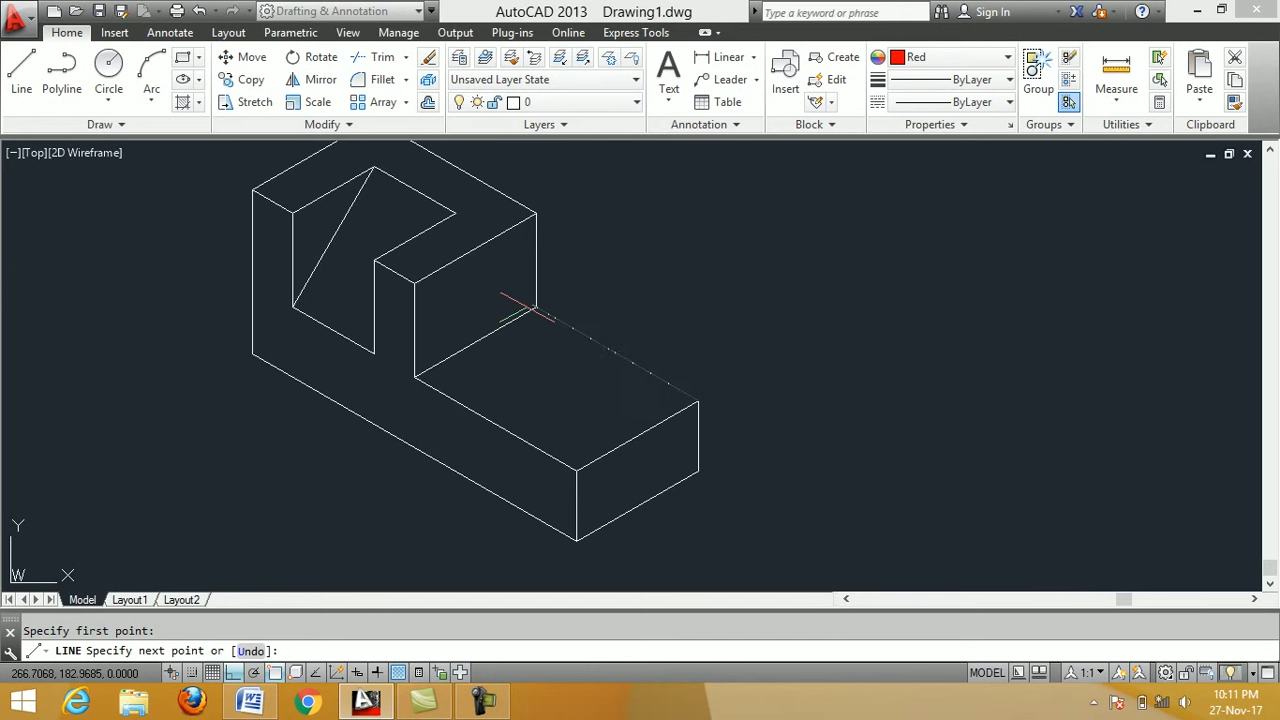 Drafting & Annotation
AutoCAD 2013 Drawing1.dwg
Type a keyword or phrase
Sign In
Home Insert Annotate Layout Parametric View Manage Output Plug-ins Online Express Tools
Line Polyline Circle Arc
Move Rotate Trim
Copy Mirror Fillet
Stretch Scale Array
Unsaved Layer State
0
Text
Linear
Leader
Table
Insert
Create
Edit
Red
ByLayer
ByLayer
Group
Measure
Paste
Draw Modify Layers Annotation Block Properties Groups Utilities Clipboard
[−][Top][2D Wireframe]
Y
W X
Model Layout1 Layout2
Specify first point:
LINE Specify next point or [Undo]:
266.7068, 182.9685, 0.0000
MODEL
1:1
10:11 PM
27-Nov-17